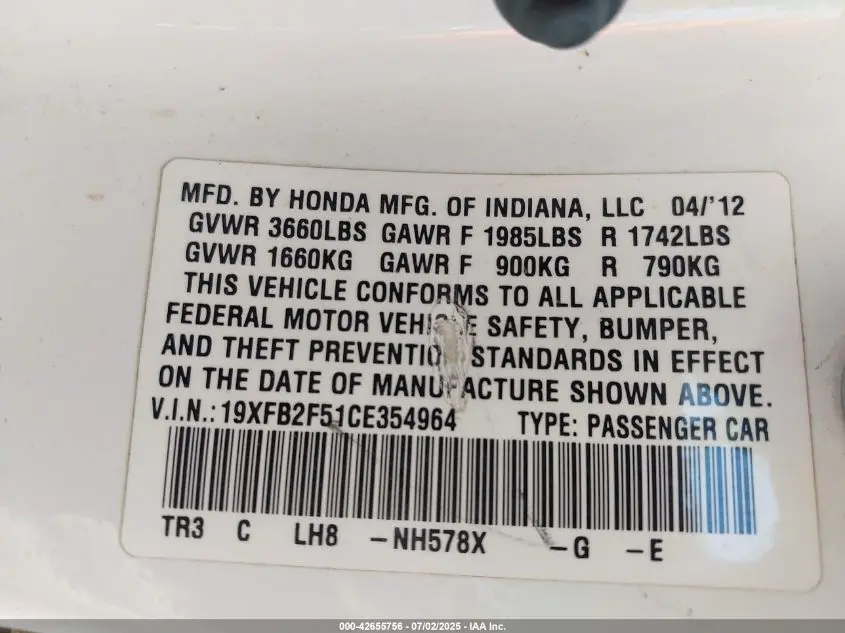 MFD. BY HONDA MFG. OF INDIANA, LLC 04/'12
GVWR 3660LBS GAWR F 1985LBS R 1742LBS
GVWR 1660KG GAWR F 900KG R 790KG
THIS VEHICLE CONFORMS TO ALL APPLICABLE
FEDERAL MOTOR VEHICLE SAFETY, BUMPER,
AND THEFT PREVENTION STANDARDS IN EFFECT
ON THE DATE OF MANUFACTURE SHOWN ABOVE.
V.I.N.: 19XFB2F51CE354964 TYPE: PASSENGER CAR
TR3 C LH8 -NH578X -G -E
000-42655756 - 07/02/2025 - IAA Inc.